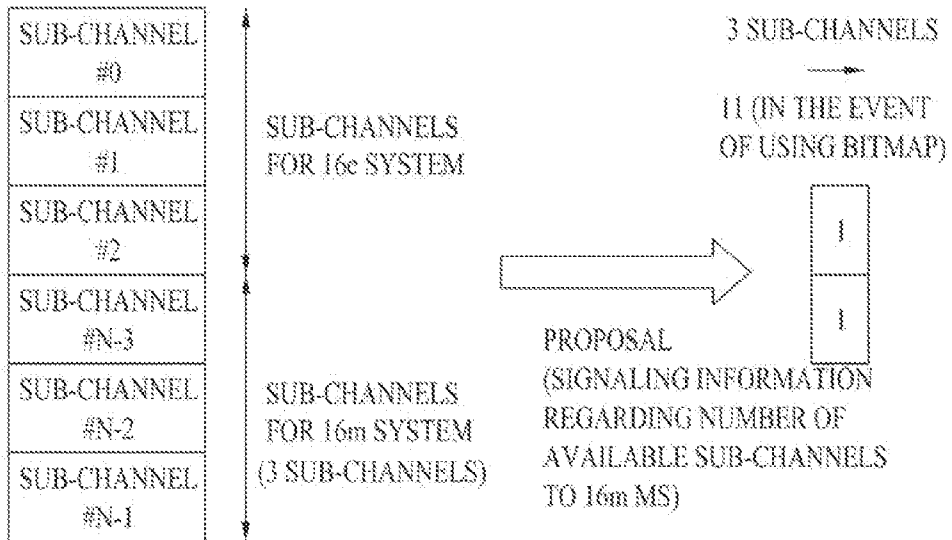 SUB-CHANNEL
#0
SUB-CHANNEL
#1
SUB-CHANNEL
#2
SUB-CHANNEL
#N-3
SUB-CHANNEL
#N-2
SUB-CHANNEL
#N-1
SUB-CHANNELS
FOR 16e SYSTEM
SUB-CHANNELS
FOR 16m SYSTEM
(3 SUB-CHANNELS)
PROPOSAL
(SIGNALING INFORMATION
REGARDING NUMBER OF
AVAILABLE SUB-CHANNELS
TO 16m MS)
3 SUB-CHANNELS
11 (IN THE EVENT
OF USING BITMAP)
1
1